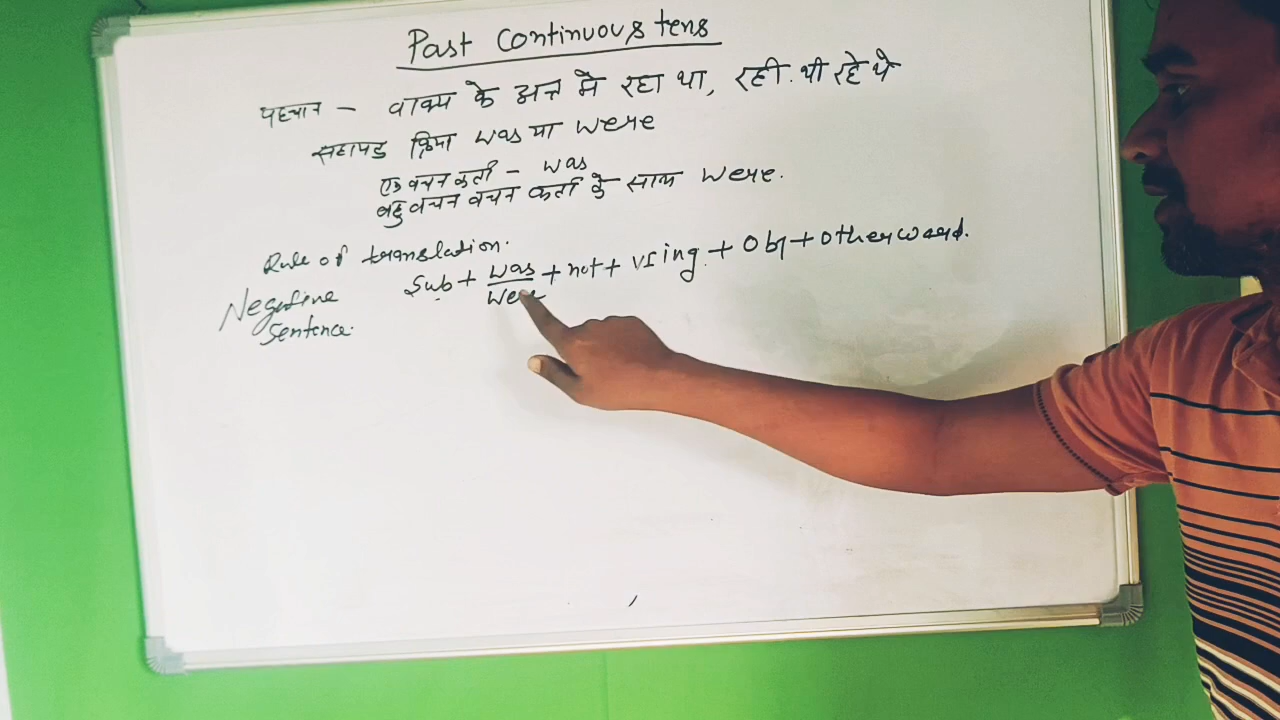 Past Continuous tens
पहचान - वाक्य के अन्त मे रहा था, रही थी रहे थे
सहायक क्रिया was या were
एक वचन कर्ता - was
बहु वचन वचन कर्ता के साथ were.
Rule of translation.
Sub + was/were + not + v1 ing + Obj + Other word.
Negative
Sentence.